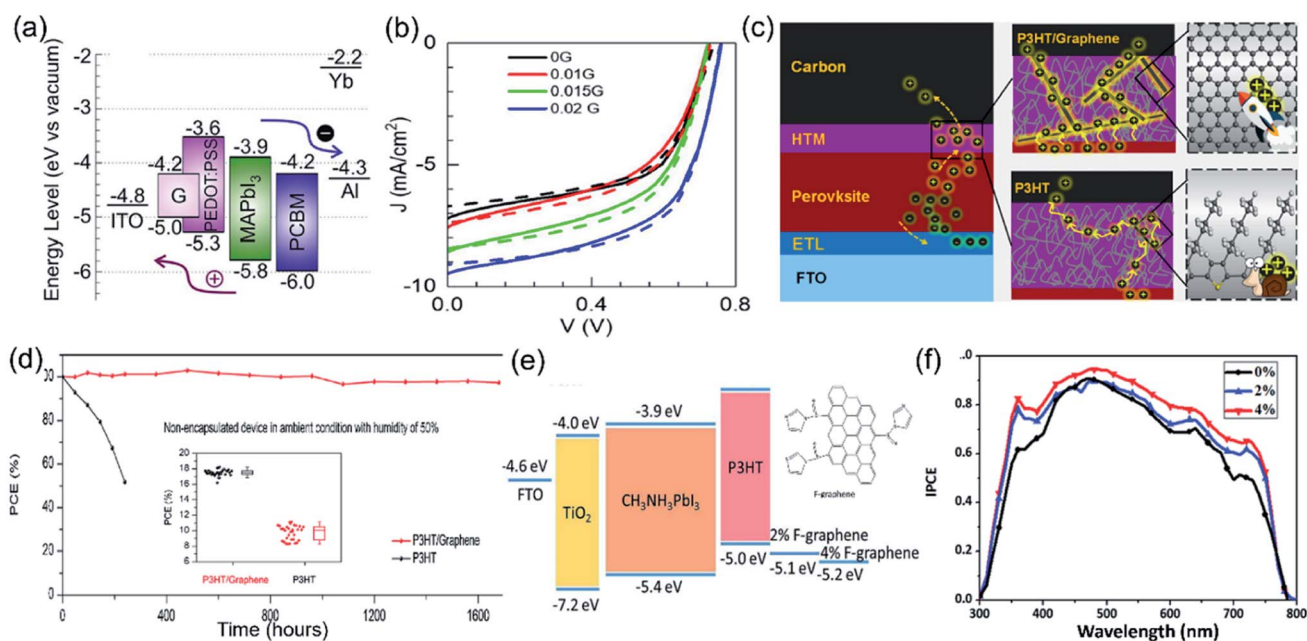 (a)
Energy Level (eV vs vacuum)
-2
-3
-4
-5
-6
-2.2
Yb
-3.6
-4.2
-3.9
-4.2
-4.3
Al
-4.8
ITO
G
PEDOT:PSS
MAPbI3
PCBM
-5.0
-5.3
-5.8
-6.0
(b)
J (mA/cm²)
0
-5
-10
0G
0.01G
0.015G
0.02 G
0.0
0.4
0.8
V (V)
(c)
Carbon
HTM
Perovksite
ETL
FTO
P3HT/Graphene
P3HT
(d)
PCE (%)
00
80
60
40
20
0
Non-encapsulated device in ambient condition with humidity of 50%
PCE (%)
18
16
14
12
10
8
6
P3HT/Graphene
P3HT
P3HT/Graphene
P3HT
0
400
800
1200
1600
Time (hours)
(e)
-4.6 eV
FTO
-4.0 eV
TiO2
-7.2 eV
-3.9 eV
CH3NH3PbI3
-5.4 eV
P3HT
-5.0 eV
F-graphene
2% F-graphene
-5.1 eV
4% F-graphene
-5.2 eV
(f)
IPCE
.0
0.8
0.6
0.4
0.2
.0
0%
2%
4%
300
400
500
600
700
800
Wavelength (nm)